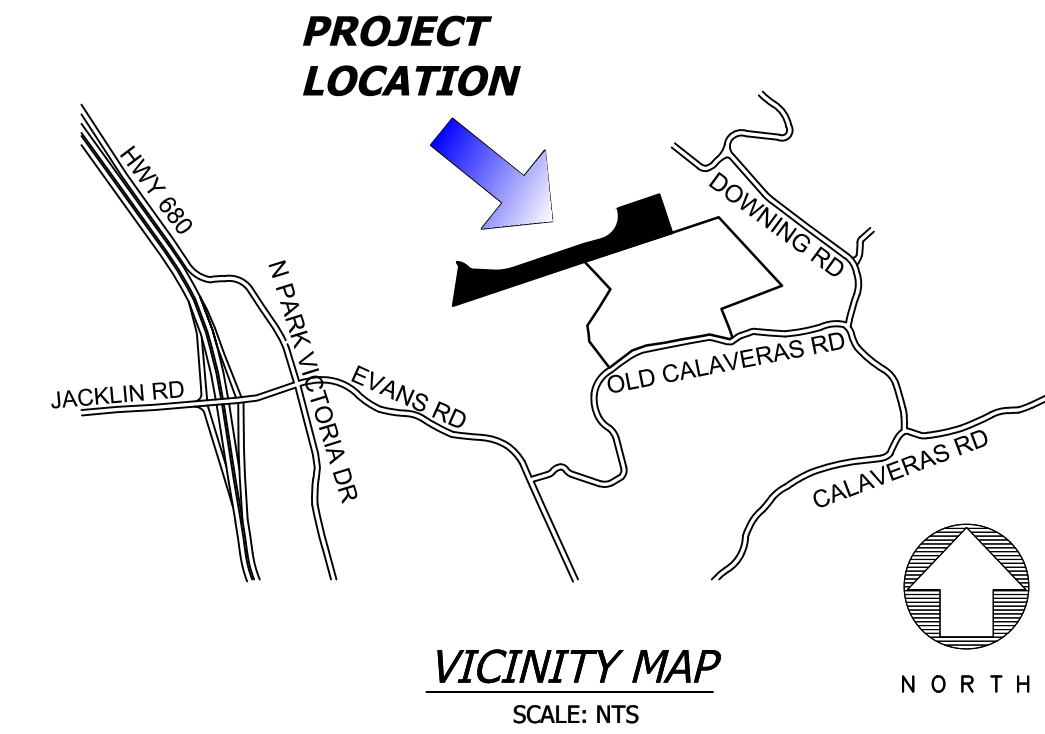 PROJECT
LOCATION
HWY 680
N PARK VICTORIA DR
JACKLIN RD
EVANS RD
DOWNING RD
OLD CALAVERAS RD
CALAVERAS RD
NORTH
VICINITY MAP
SCALE: NTS